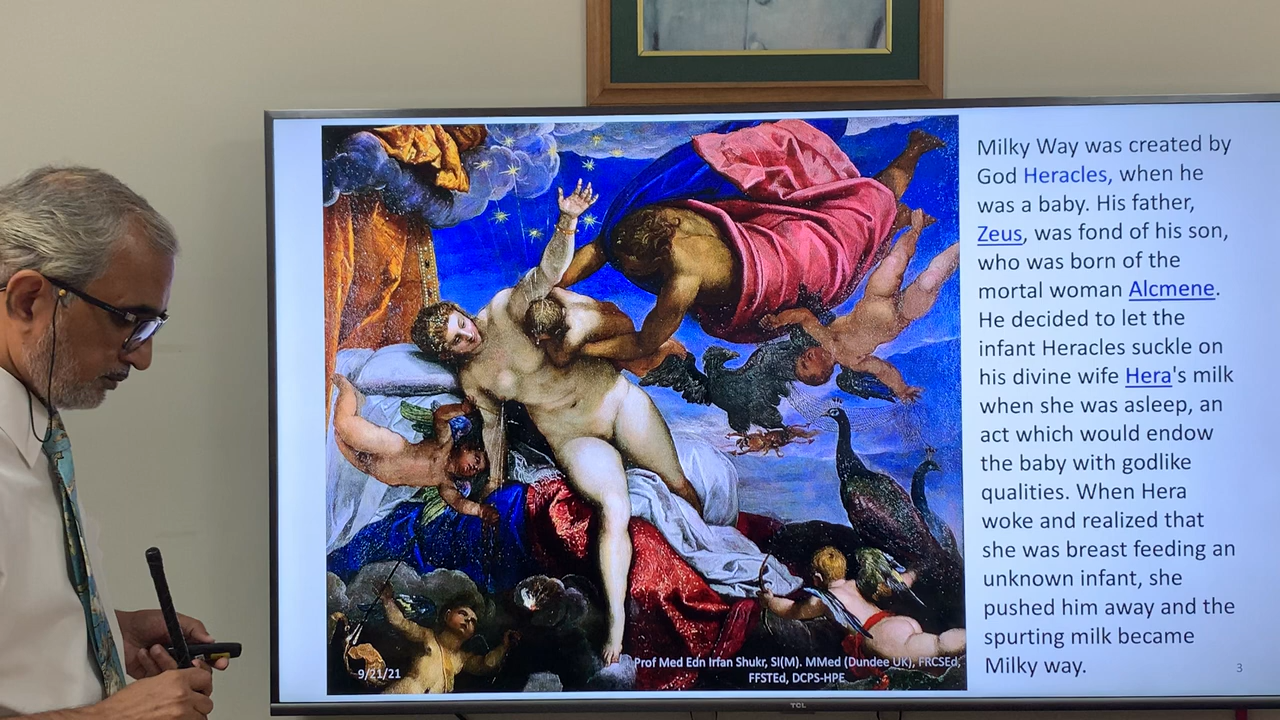 Milky Way was created by
God Heracles, when he
was a baby. His father,
Zeus, was fond of his son,
who was born of the
mortal woman Alcmene.
He decided to let the
infant Heracles suckle on
his divine wife Hera's milk
when she was asleep, an
act which would endow
the baby with godlike
qualities. When Hera
woke and realized that
she was breast feeding an
unknown infant, she
pushed him away and the
spurting milk became
Milky way.
9/21/21
Prof Med Edn Irfan Shukr, SI(M). MMed (Dundee UK), FRCSEd,
FFSTEd, DCPS-HPE
3
TCL